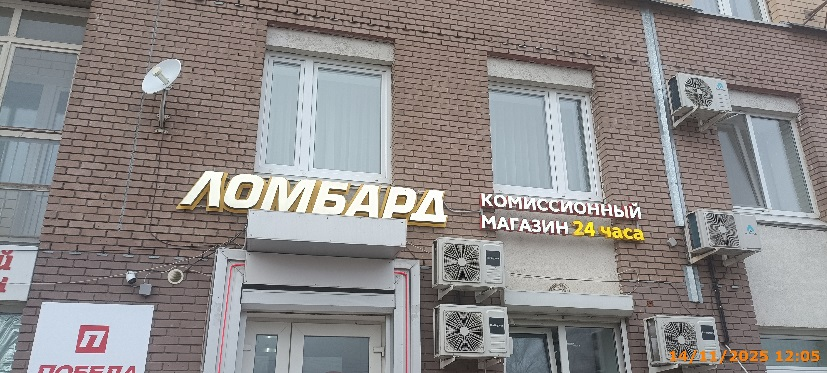 ЛОМБАРД
КОМИССИОННЫЙ
МАГАЗИН 24 часа
П
ПОБЕДА
14/11/2025 12:05